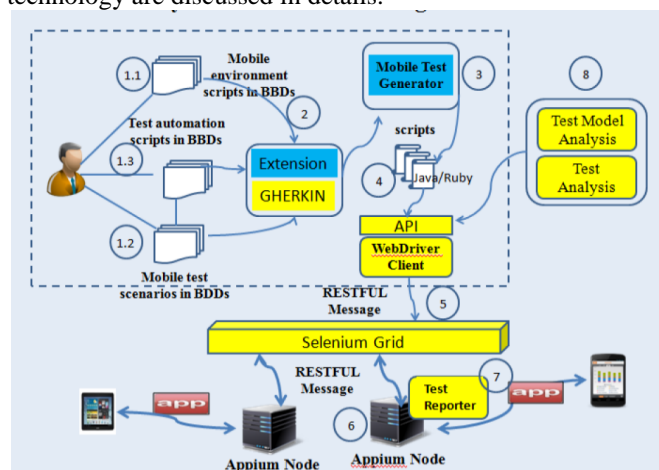 technology are discussed in details.
1.1
Mobile
environment
scripts in BBDs
2
Mobile Test
Generator
3
8
Test Model
Analysis
Test
Analysis
Test automation
scripts in BBDs
1.3
Extension
GHERKIN
scripts
4
Java/Ruby
API
WebDriver
Client
1.2
Mobile test
scenarios in BDDs
RESTFUL
Message
5
Selenium Grid
RESTFUL
Message
Test
Reporter
7
app
app
6
Appium Node
Appium Node